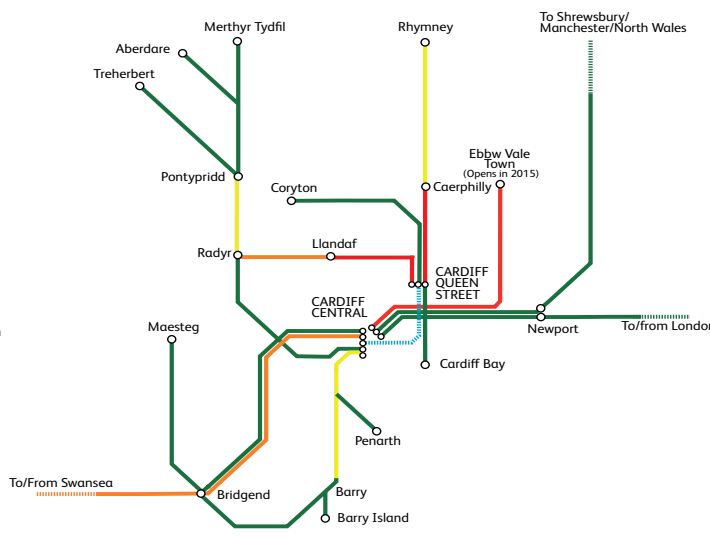 To Shrewsbury/
Manchester/North Wales
Merthyr Tydfil
Rhymney
Aberdare
Treherbert
Ebbw Vale
Town
(Opens in 2015)
Pontypridd
Coryton
Caerphilly
Llandaf
Radyr
CARDIFF
QUEEN
STREET
CARDIFF
CENTRAL
Maesteg
Newport
To/from London
Cardiff Bay
Penarth
To/From Swansea
Bridgend
Barry
Barry Island